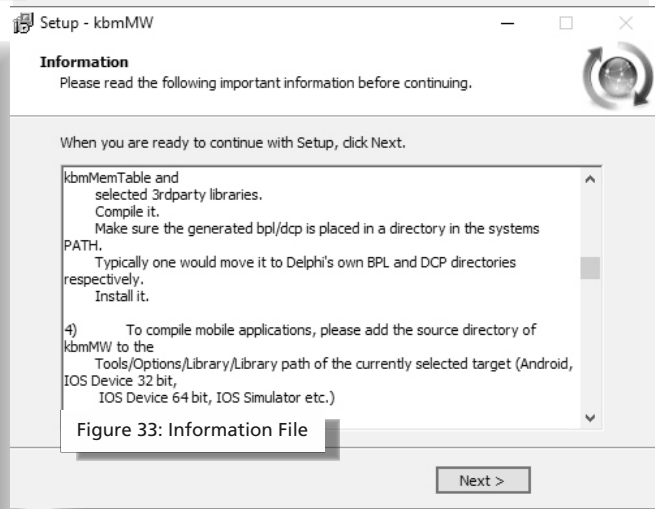 Setup - kbmMW
Information
Please read the following important information before continuing.
When you are ready to continue with Setup, click Next.
kbmMemTable and
selected 3rdparty libraries.
Compile it.
Make sure the generated bpl/dcp is placed in a directory in the systems
PATH.
Typically one would move it to Delphi's own BPL and DCP directories
respectively.
Install it.
4) To compile mobile applications, please add the source directory of
kbmMW to the
Tools/Options/Library/Library path of the currently selected target (Android,
IOS Device 32 bit,
IOS Device 64 bit, IOS Simulator etc.)
Figure 33: Information File
Next >